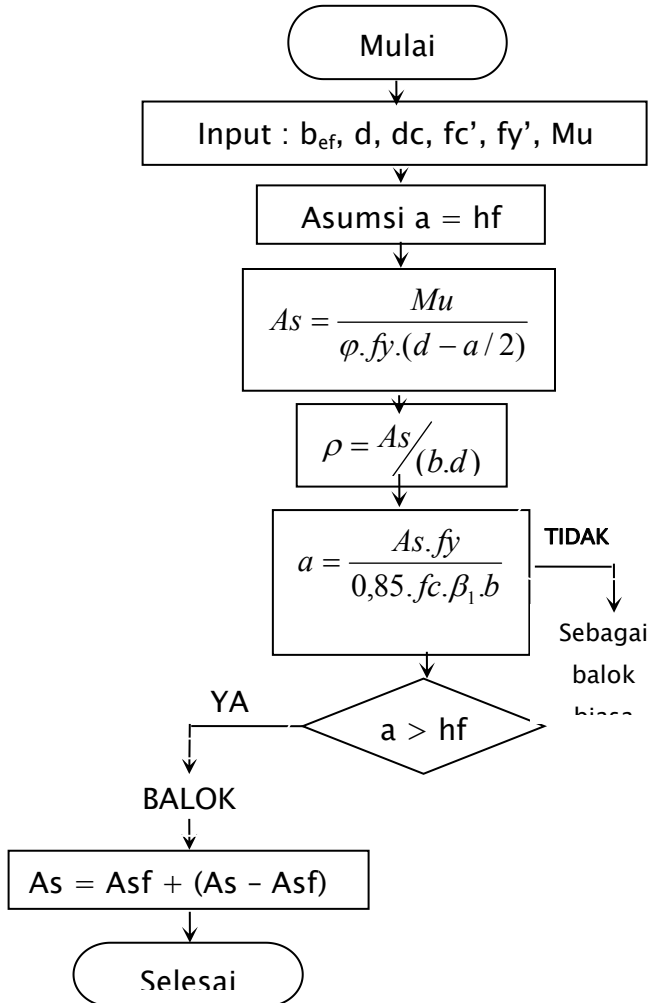 Mulai
Input : b_ef, d, dc, fc’, fy’, Mu
Asumsi a = hf
As = Mu / φ.fy.(d − a / 2)
ρ = As/(b.d)
a = As.fy / 0,85.fc.β₁.b
TIDAK
Sebagai
balok
biasa
YA
a > hf
BALOK
As = Asf + (As – Asf)
Selesai